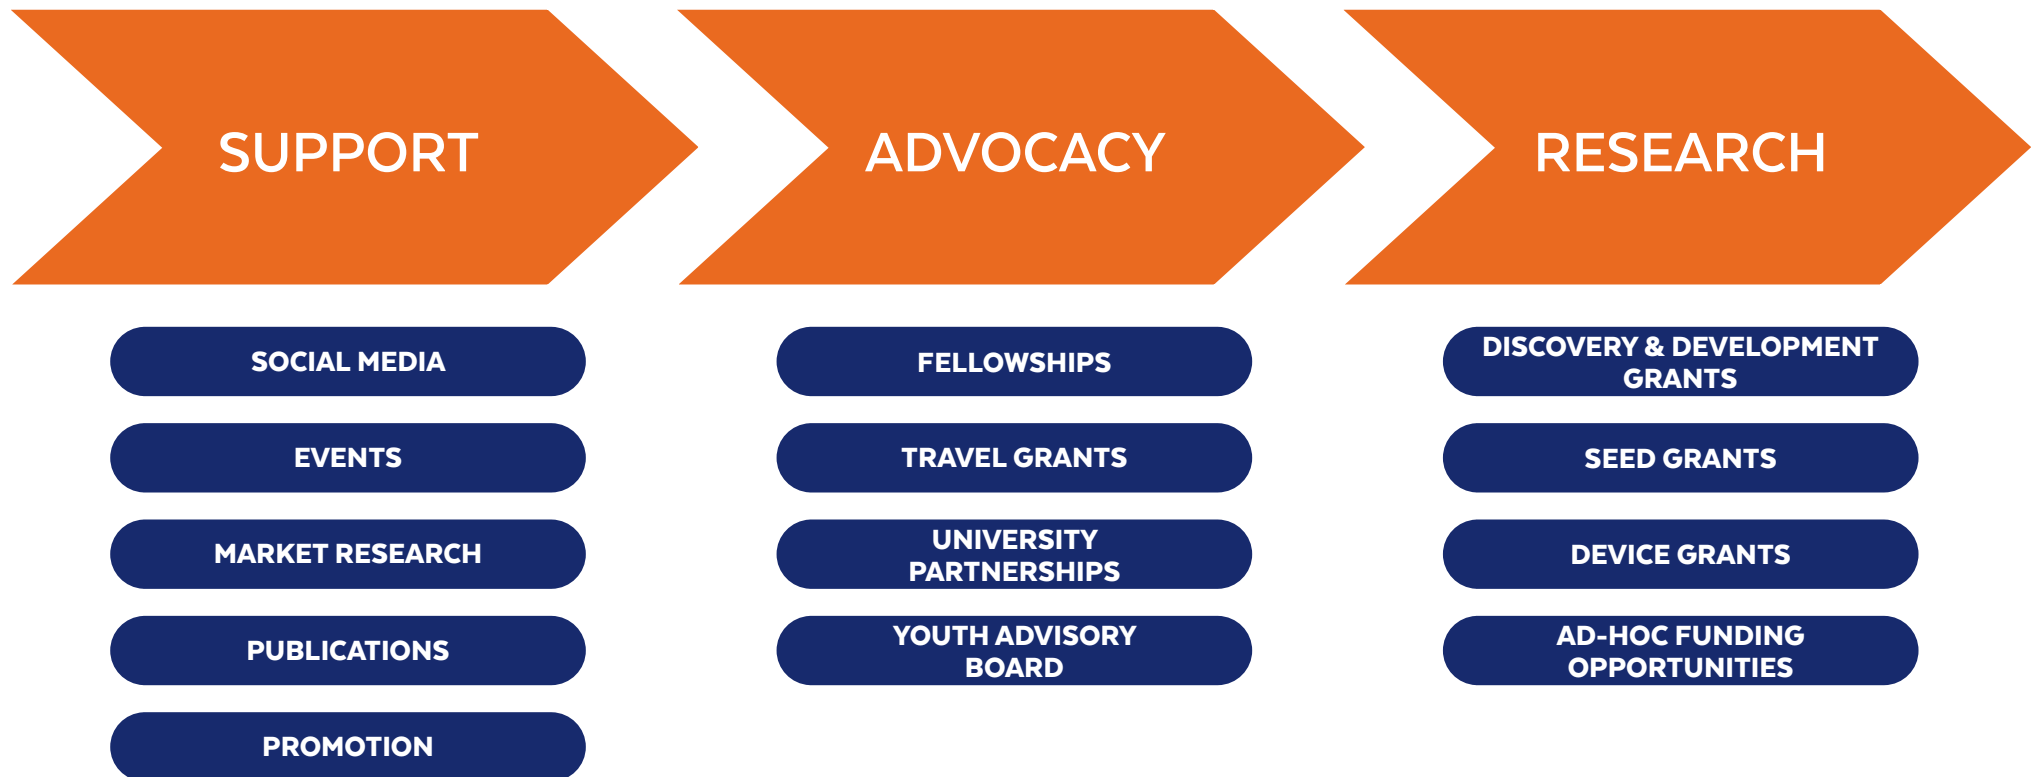 SUPPORT
SOCIAL MEDIA
EVENTS
MARKET RESEARCH
PUBLICATIONS
PROMOTION
ADVOCACY
FELLOWSHIPS
TRAVEL GRANTS
UNIVERSITY
PARTNERSHIPS
YOUTH ADVISORY
BOARD
RESEARCH
DISCOVERY & DEVELOPMENT
GRANTS
SEED GRANTS
DEVICE GRANTS
AD-HOC FUNDING
OPPORTUNITIES